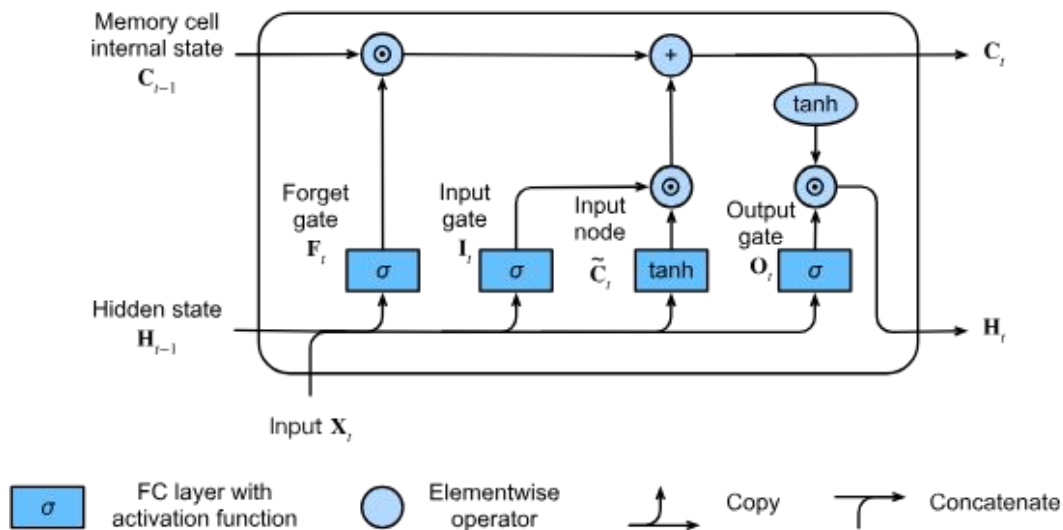 Memory cell
internal state
C_{t-1}
C_t
tanh
Forget
gate
F_t
Input
gate
I_t
Input
node
C̃_t
Output
gate
O_t
σ
σ
tanh
σ
Hidden state
H_{t-1}
H_t
Input X_t
σ
FC layer with
activation function
Elementwise
operator
Copy
Concatenate